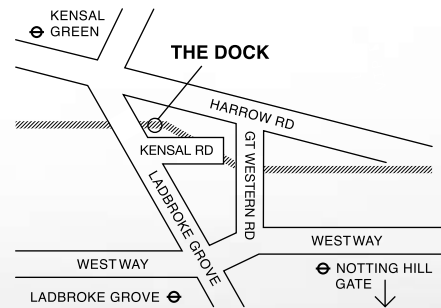 KENSAL
GREEN
THE DOCK
HARROW RD
KENSAL RD
GT WESTERN RD
LADBROKE GROVE
WESTWAY
WESTWAY
NOTTING HILL
GATE
LADBROKE GROVE